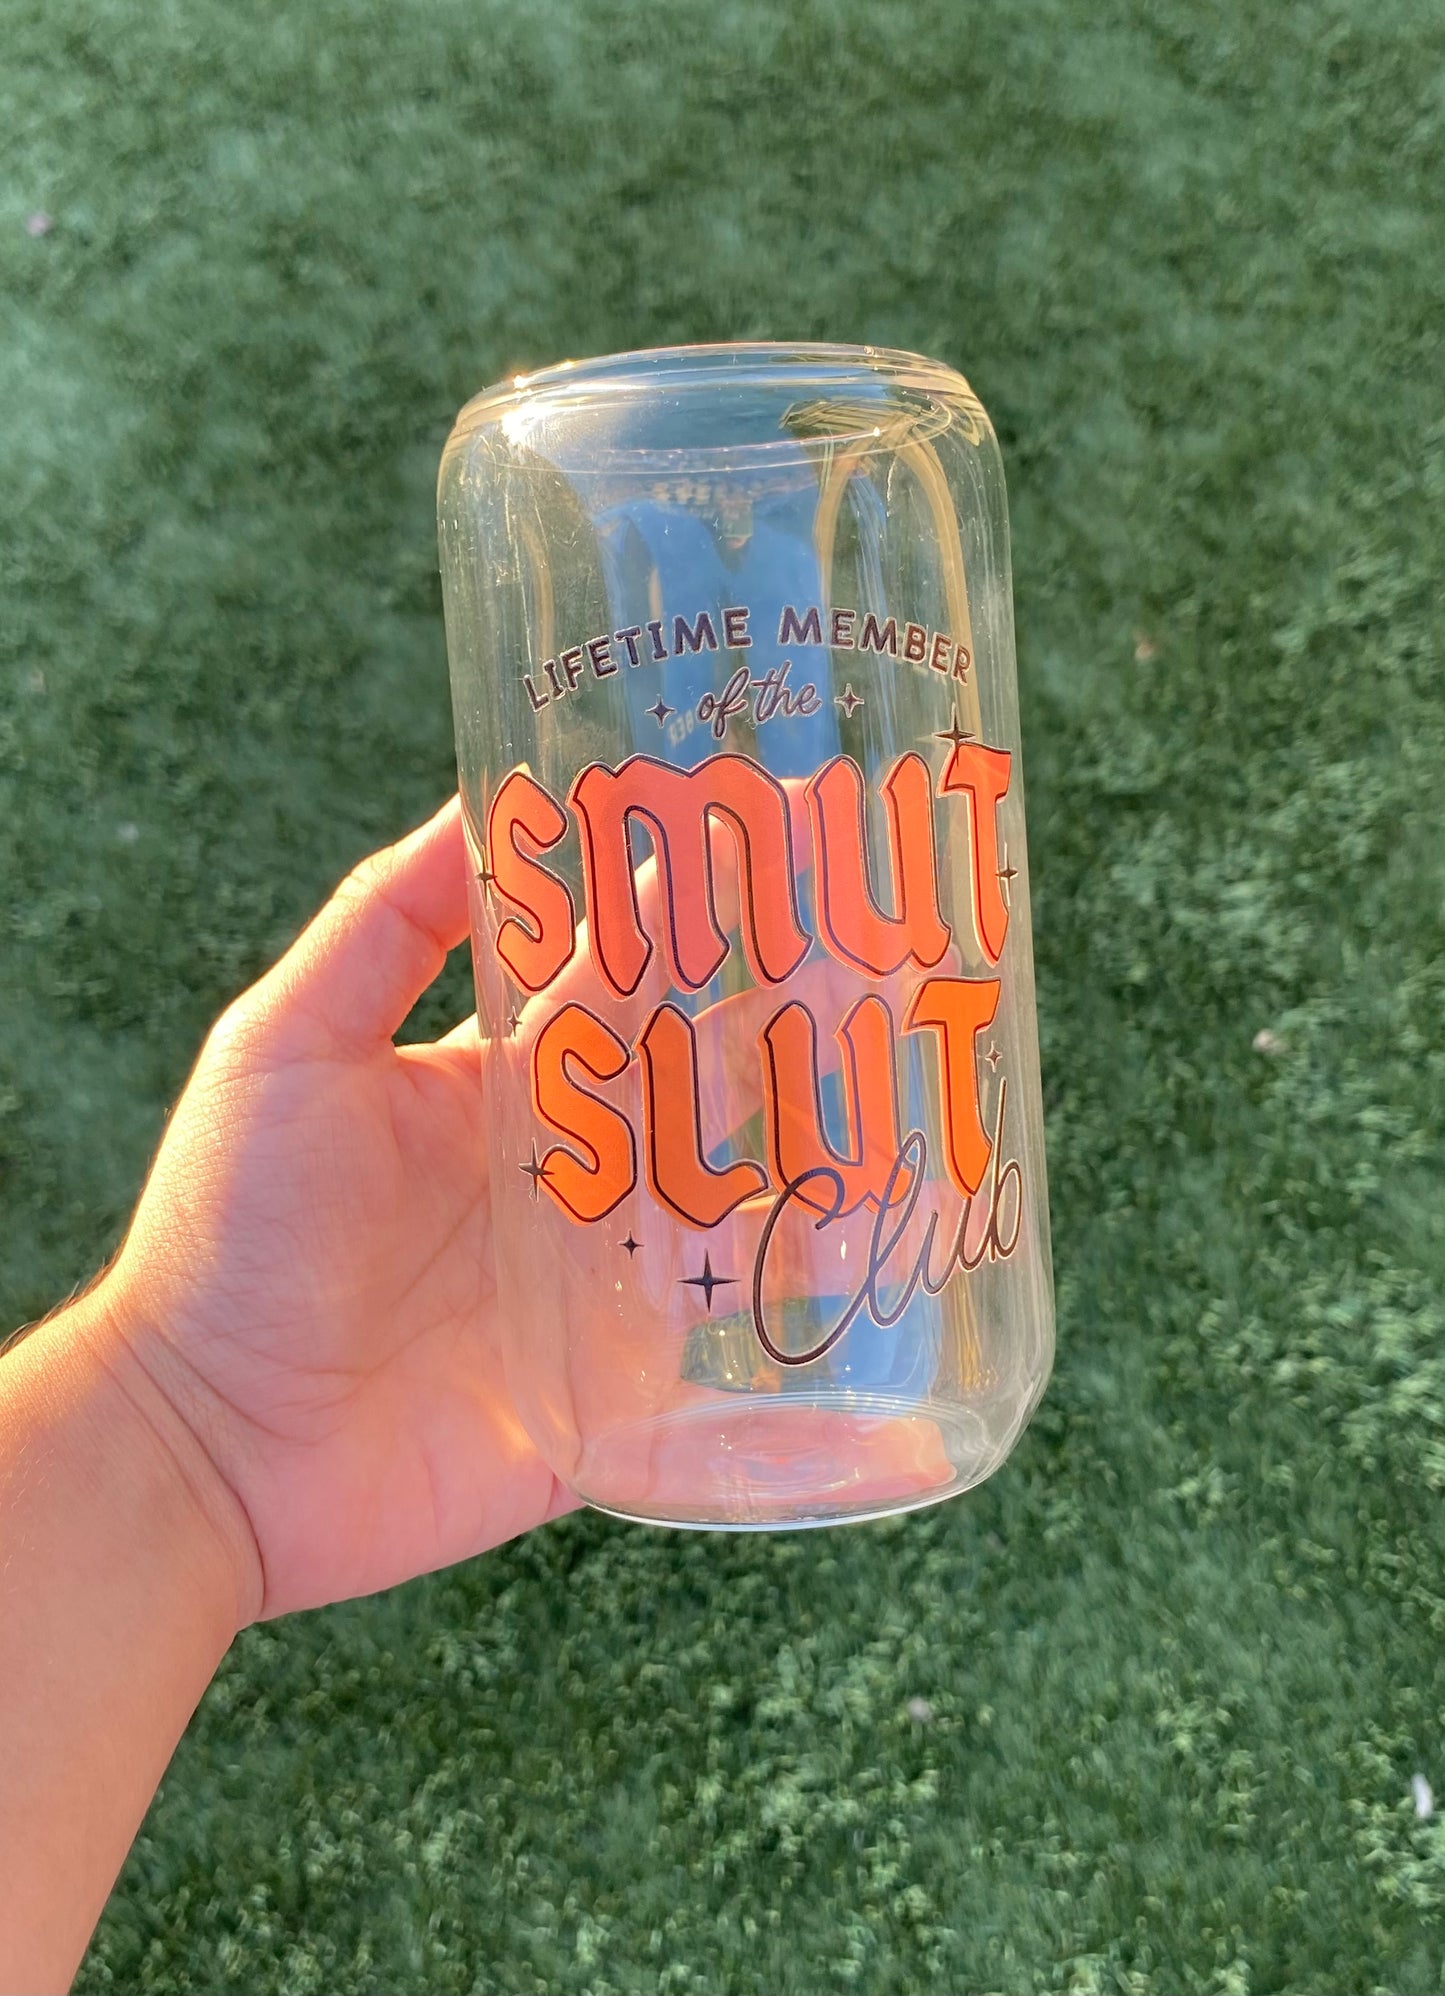 LIFETIME MEMBER
of the
SMUT
SLUT
Club